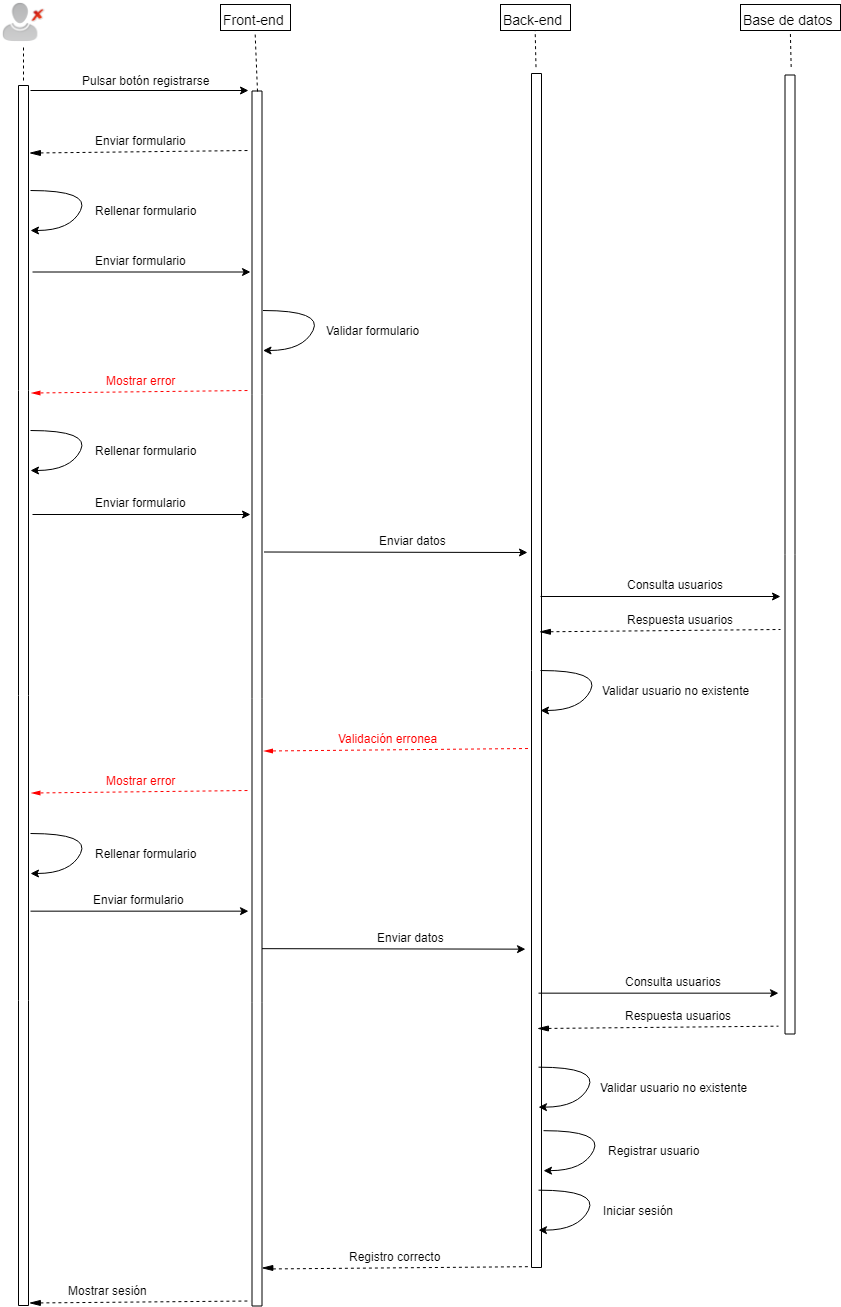 Front-end
Back-end
Base de datos
Pulsar botón registrarse
Enviar formulario
Rellenar formulario
Enviar formulario
Validar formulario
Mostrar error
Rellenar formulario
Enviar formulario
Enviar datos
Consulta usuarios
Respuesta usuarios
Validar usuario no existente
Validación erronea
Mostrar error
Rellenar formulario
Enviar formulario
Enviar datos
Consulta usuarios
Respuesta usuarios
Validar usuario no existente
Registrar usuario
Iniciar sesión
Registro correcto
Mostrar sesión